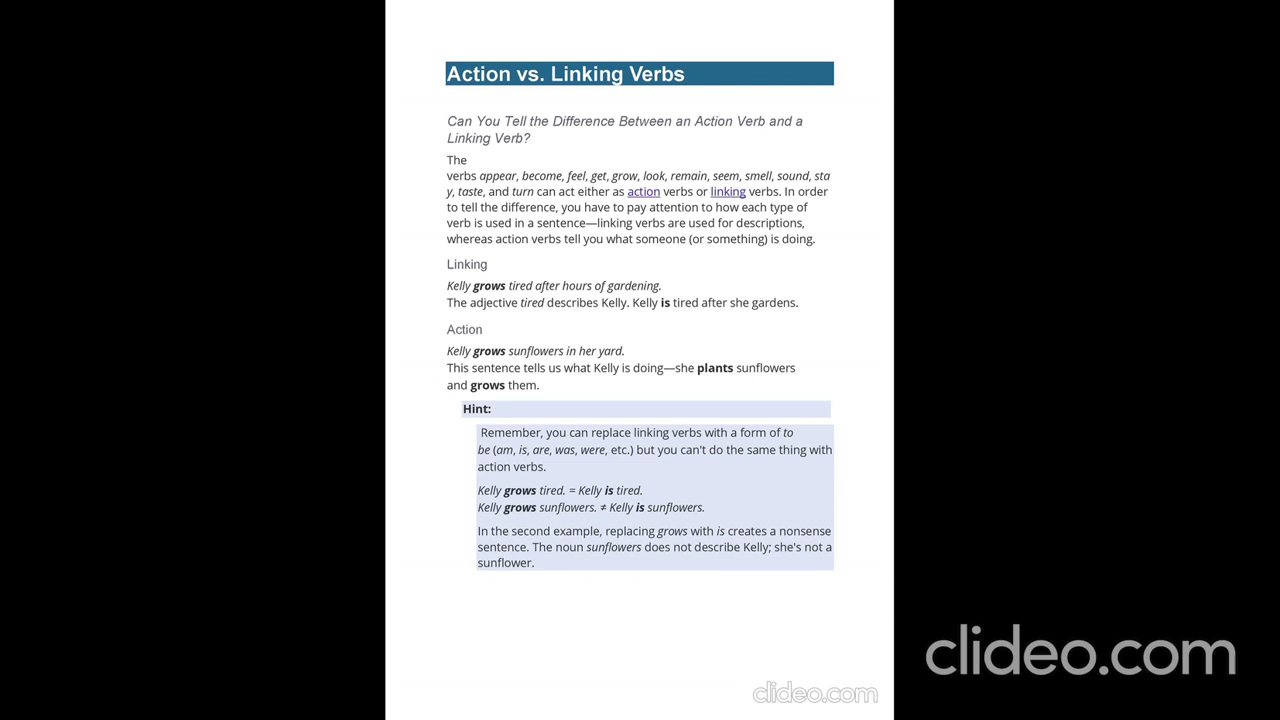 Action vs. Linking Verbs
Can You Tell the Difference Between an Action Verb and a
Linking Verb?
The
verbs appear, become, feel, get, grow, look, remain, seem, smell, sound, sta
y, taste, and turn can act either as action verbs or linking verbs. In order
to tell the difference, you have to pay attention to how each type of
verb is used in a sentence—linking verbs are used for descriptions,
whereas action verbs tell you what someone (or something) is doing.
Linking
Kelly grows tired after hours of gardening.
The adjective tired describes Kelly. Kelly is tired after she gardens.
Action
Kelly grows sunflowers in her yard.
This sentence tells us what Kelly is doing—she plants sunflowers
and grows them.
Hint:
Remember, you can replace linking verbs with a form of to
be (am, is, are, was, were, etc.) but you can't do the same thing with
action verbs.
Kelly grows tired. = Kelly is tired.
Kelly grows sunflowers. ≠ Kelly is sunflowers.
In the second example, replacing grows with is creates a nonsense
sentence. The noun sunflowers does not describe Kelly; she's not a
sunflower.
clideo.com
clideo.com